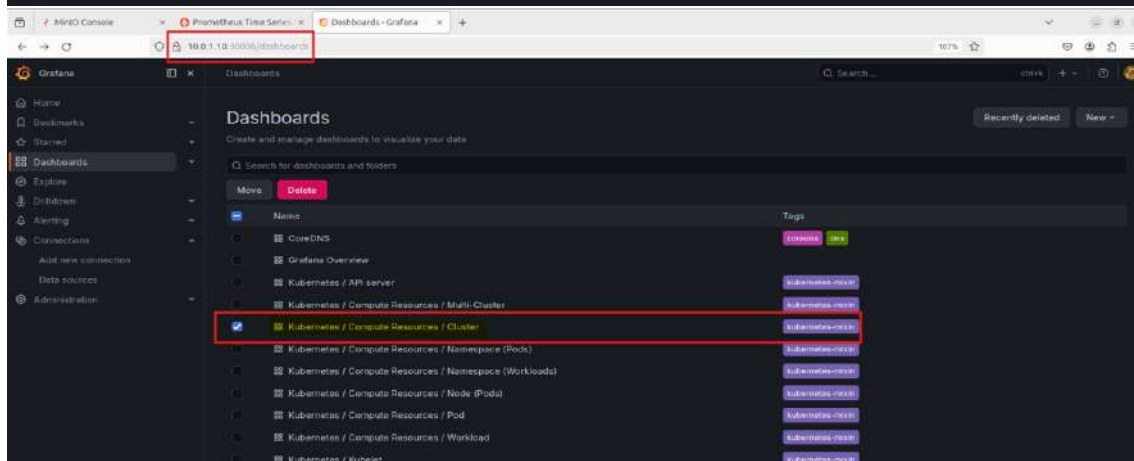 MinIO Console
Prometheus Time Series
Dashboards - Grafana
10.0.1.10:30006/dashboards
107%
Grafana
Dashboards
Search...
ctrl+k
Home
Bookmarks
Starred
Dashboards
Explore
Drilldown
Alerting
Connections
Add new connection
Data sources
Administration
Dashboards
Create and manage dashboards to visualize your data
Recently deleted
New
Search for dashboards and folders
Move
Delete
Name Tags
CoreDNS coredns dns
Grafana Overview
Kubernetes / API server kubernetes-mixin
Kubernetes / Compute Resources / Multi-Cluster kubernetes-mixin
Kubernetes / Compute Resources / Cluster kubernetes-mixin
Kubernetes / Compute Resources / Namespace (Pods) kubernetes-mixin
Kubernetes / Compute Resources / Namespace (Workloads) kubernetes-mixin
Kubernetes / Compute Resources / Node (Pods) kubernetes-mixin
Kubernetes / Compute Resources / Pod kubernetes-mixin
Kubernetes / Compute Resources / Workload kubernetes-mixin
Kubernetes / Kubelet kubernetes-mixin